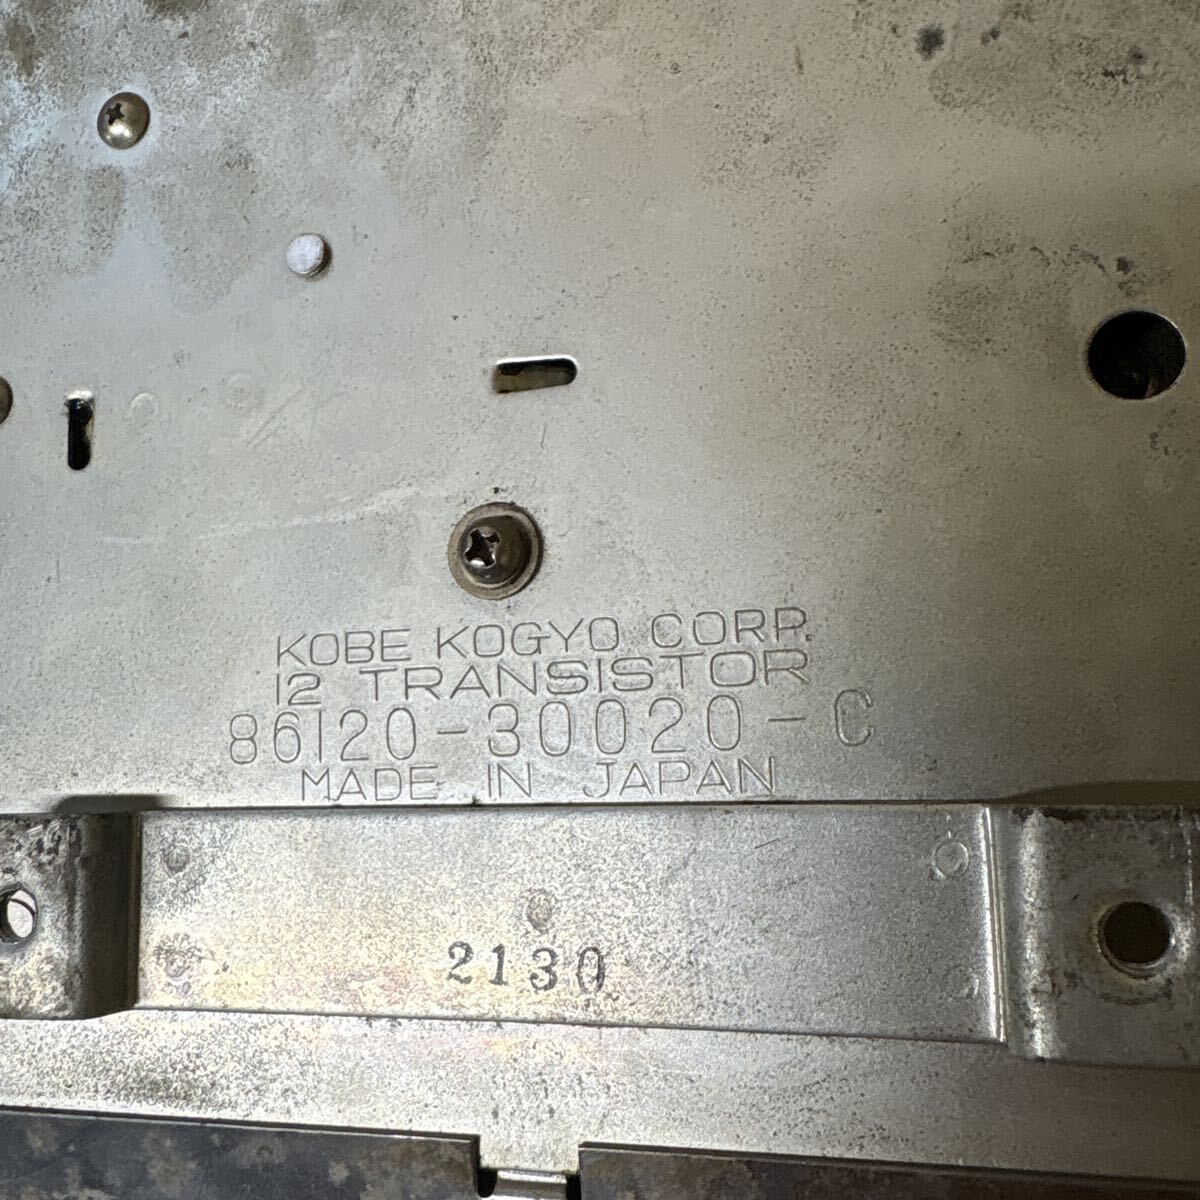 KOBE KOGYO CORP.
12 TRANSISTOR
86120-30020-C
MADE IN JAPAN
2130